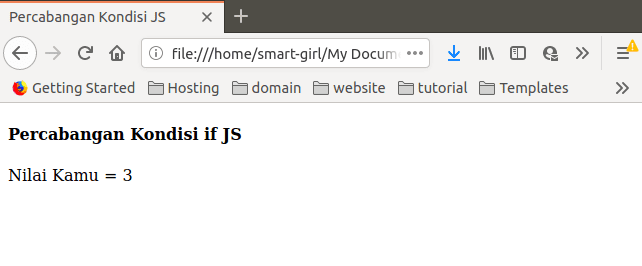 Percabangan Kondisi JS
file:///home/smart-girl/My Docum
Getting Started Hosting domain website tutorial Templates
Percabangan Kondisi if JS
Nilai Kamu = 3